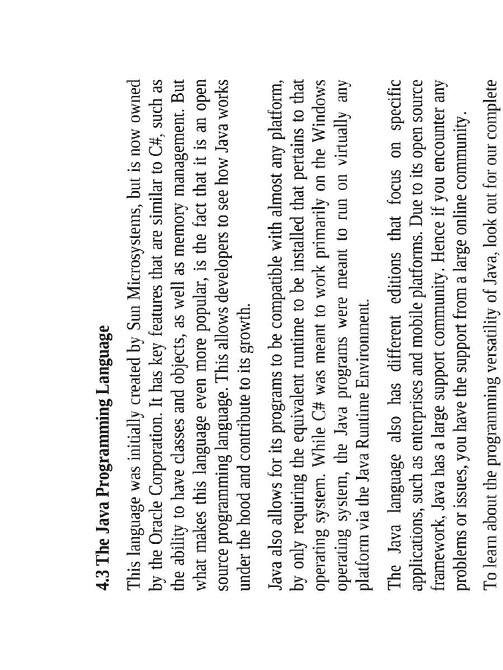 4.3 The Java Programming Language
This language was initially created by Sun Microsystems, but is now owned
by the Oracle Corporation. It has key features that are similar to C#, such as
the ability to have classes and objects, as well as memory management. But
what makes this language even more popular, is the fact that it is an open
source programming language. This allows developers to see how Java works
under the hood and contribute to its growth.
Java also allows for its programs to be compatible with almost any platform,
by only requiring the equivalent runtime to be installed that pertains to that
operating system. While C# was meant to work primarily on the Windows
operating system, the Java programs were meant to run on virtually any
platform via the Java Runtime Environment.
The Java language also has different editions that focus on specific
applications, such as enterprises and mobile platforms. Due to its open source
framework, Java has a large support community. Hence if you encounter any
problems or issues, you have the support from a large online community.
To learn about the programming versatility of Java, look out for our complete